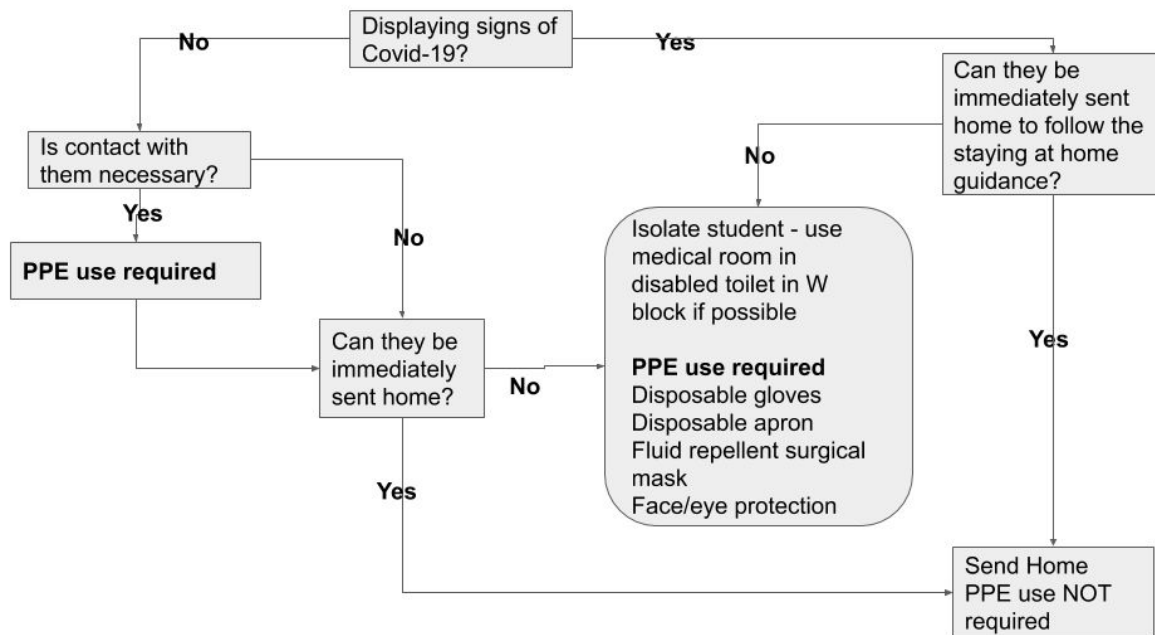 Displaying signs of
Covid-19?
No
Yes
Can they be
immediately sent
home to follow the
staying at home
guidance?
Is contact with
them necessary?
No
Yes
No
PPE use required
Isolate student - use
medical room in
disabled toilet in W
block if possible
PPE use required
Disposable gloves
Disposable apron
Fluid repellent surgical
mask
Face/eye protection
Can they be
immediately
sent home?
No
Yes
Yes
Send Home
PPE use NOT
required